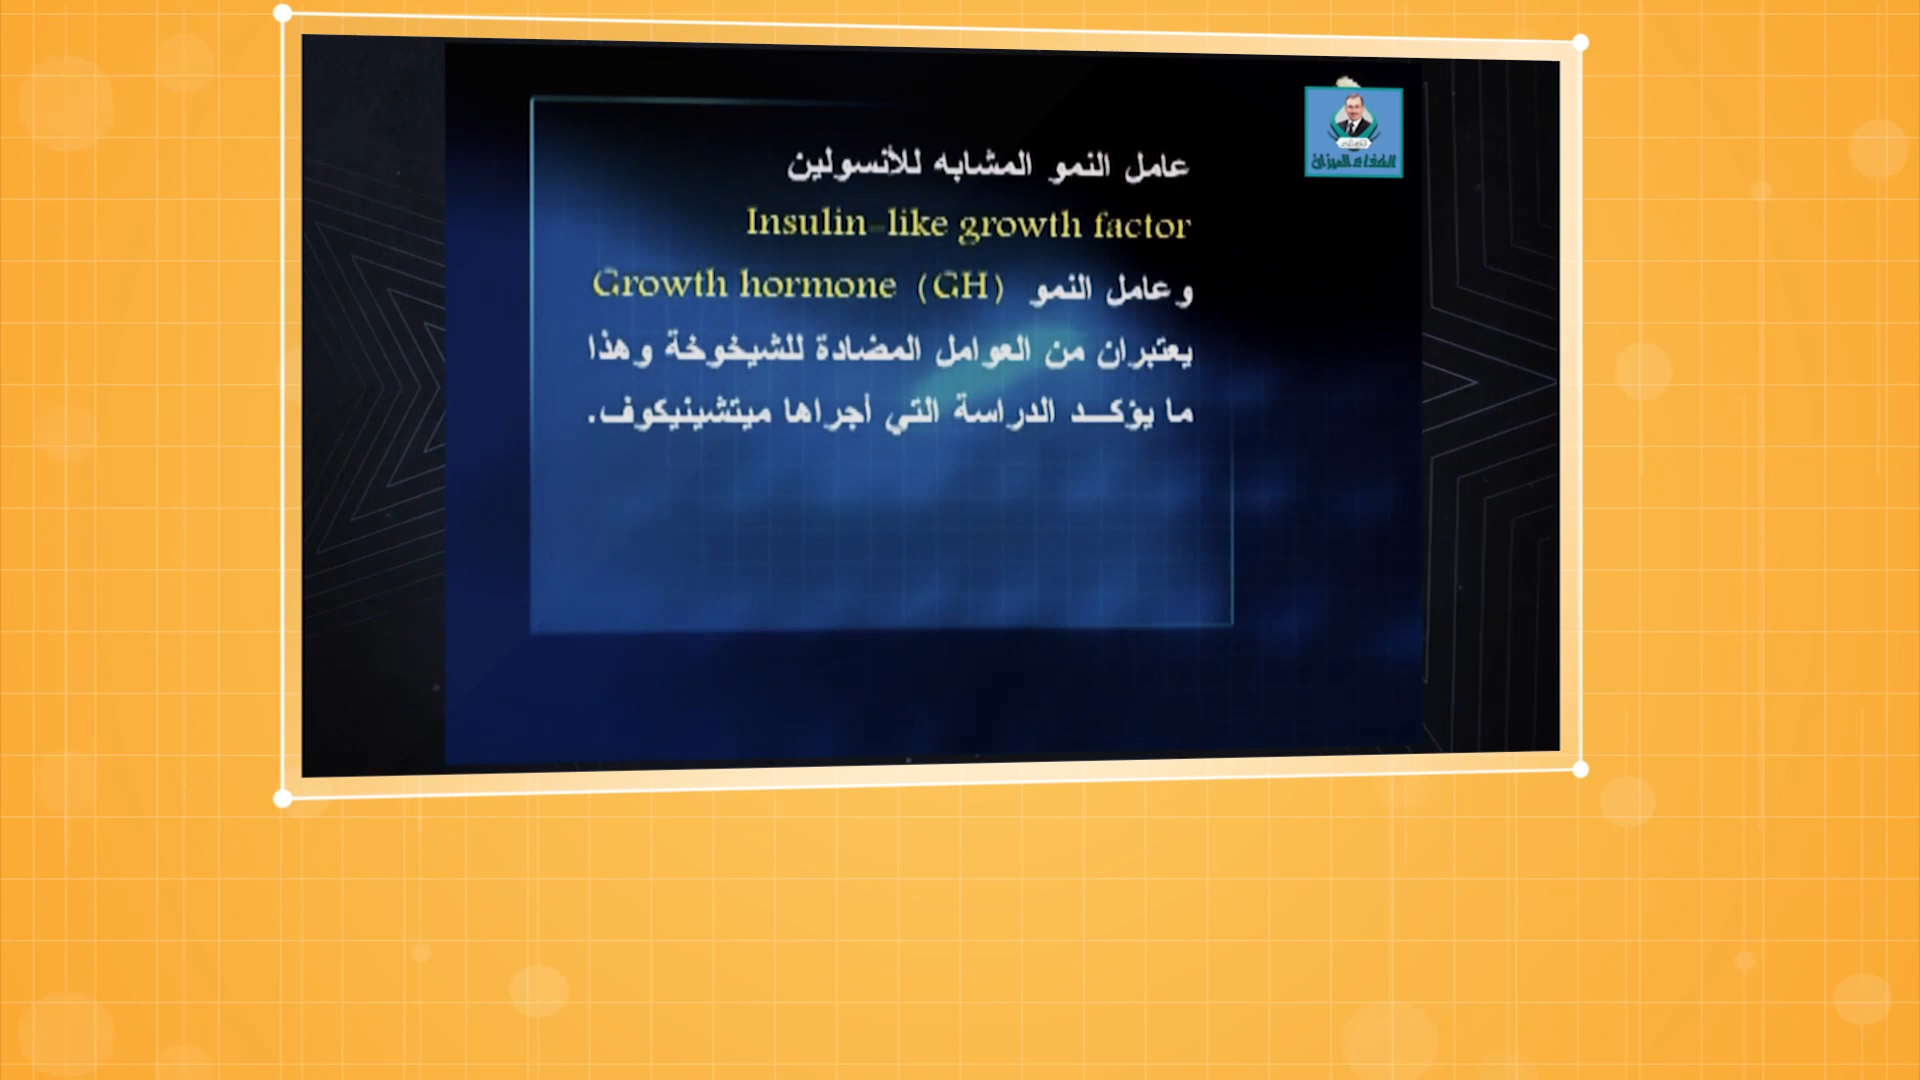 عامل النمو المشابه للأنسولين
Insulin-like growth factor
وعامل النمو Growth hormone (GH)
يعتبران من العوامل المضادة للشيخوخة وهذا
ما يؤكــد الدراسة التي أجراها ميتشينيكوف.